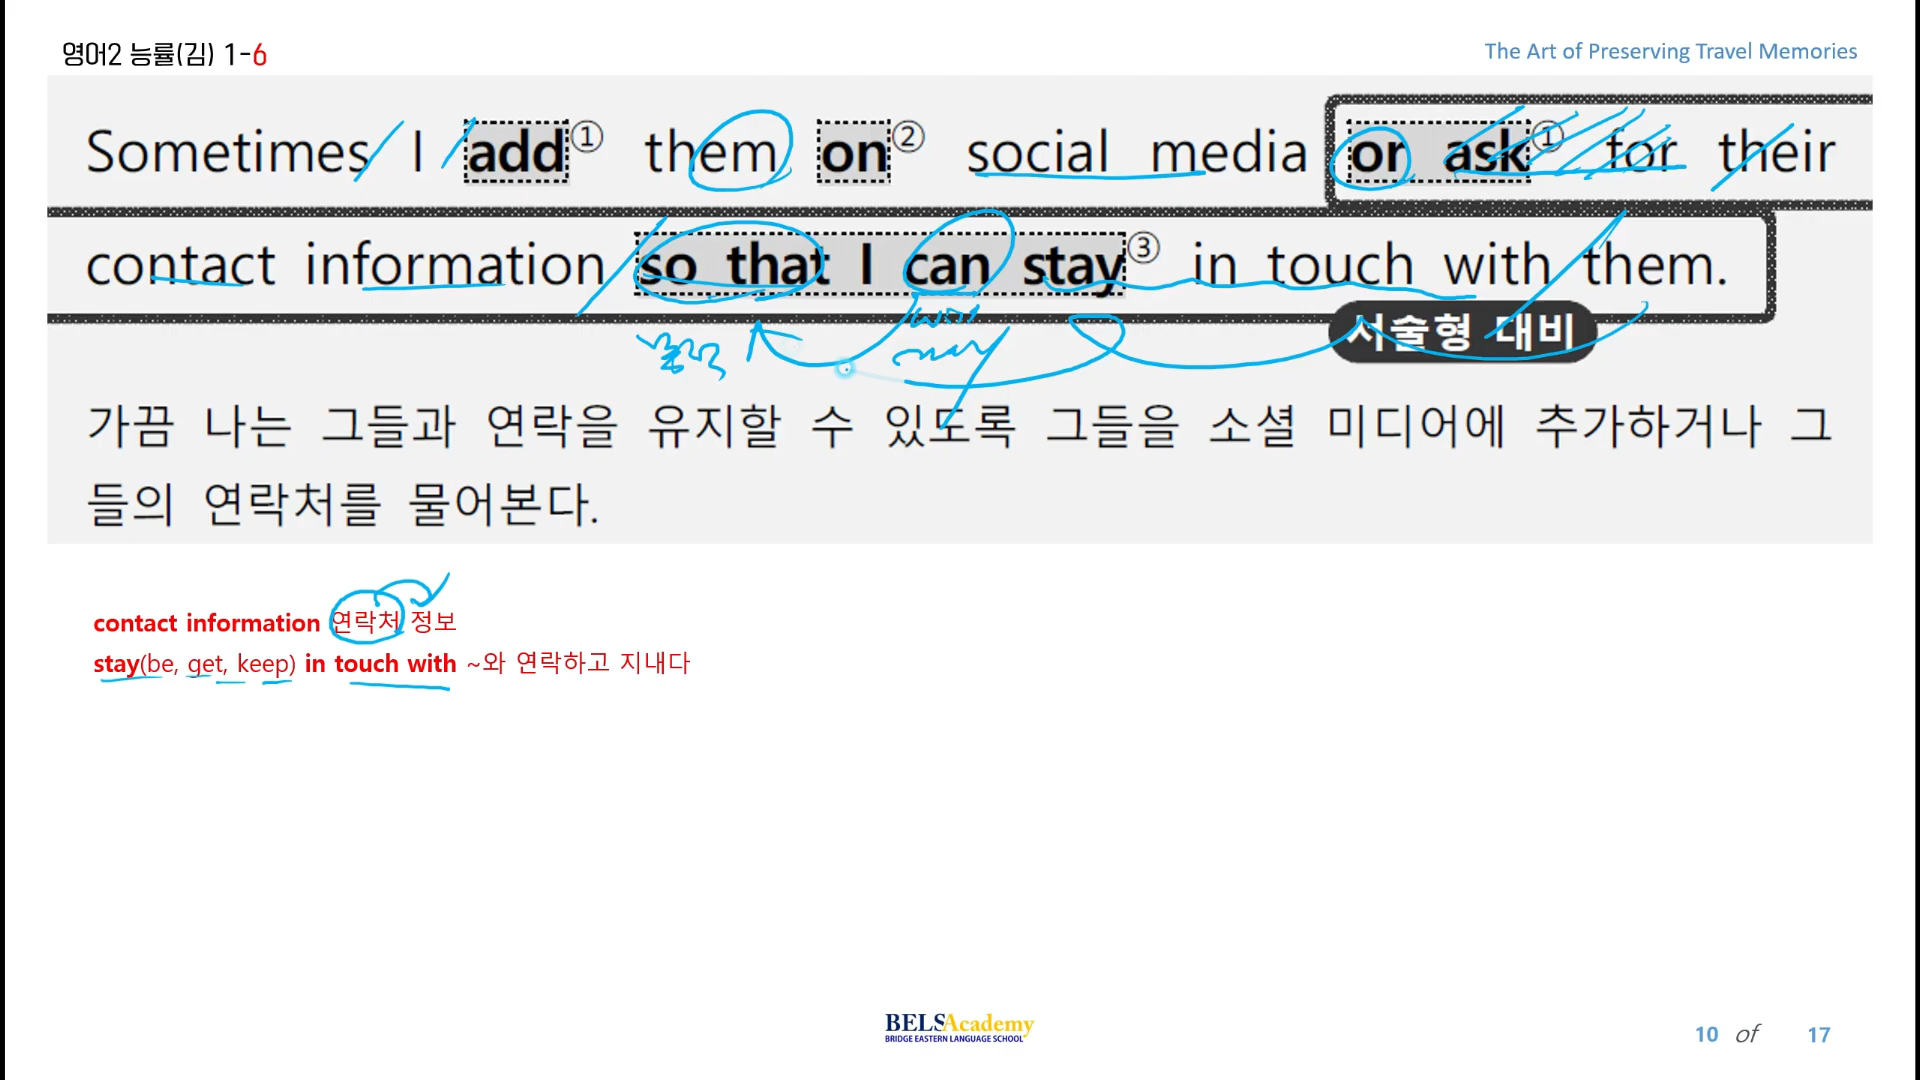 영어2 능률(김) 1-6
The Art of Preserving Travel Memories
Sometimes I add① them on② social media or ask① for their
contact information so that I can stay③ in touch with them.
서술형 대비
may
가끔 나는 그들과 연락을 유지할 수 있도록 그들을 소셜 미디어에 추가하거나 그
들의 연락처를 물어본다.
contact information 연락처 정보
stay(be, get, keep) in touch with ~와 연락하고 지내다
BELSAcademy
BRIDGE EASTERN LANGUAGE SCHOOL
10 of 17